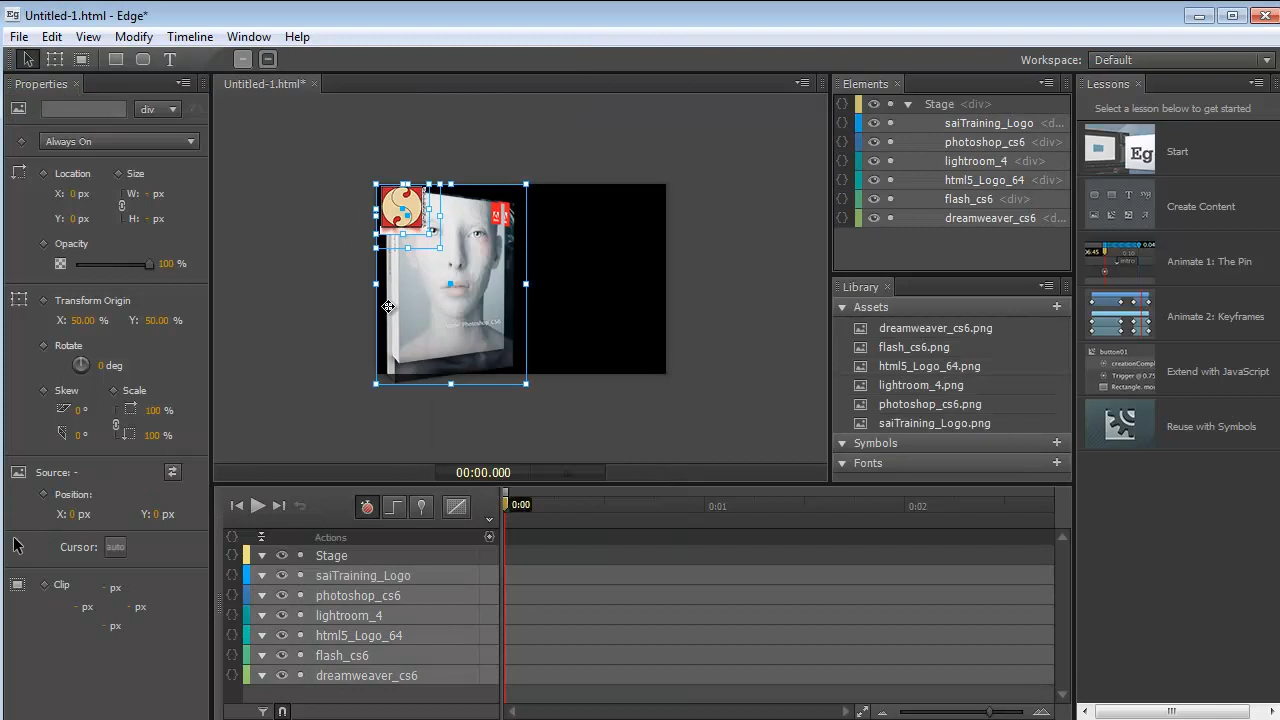 Eg Untitled-1.html - Edge*
File Edit View Modify Timeline Window Help
Workspace: Default
Properties
Untitled-1.html*
Elements
Lessons
div
Always On
Location Size
X: 0 px W: - px
Y: 0 px H: - px
Opacity
100 %
Transform Origin
X: 50.00 % Y: 50.00 %
Rotate
0 deg
Skew Scale
0 ° 100 %
0 ° 100 %
Source: -
Position:
X: 0 px Y: 0 px
Cursor: auto
Clip
- px
- px - px
- px
photoshop CS6
00:00.000
Stage <div>
saiTraining_Logo <d...
photoshop_cs6 <div>
lightroom_4 <div>
html5_Logo_64 <div>
flash_cs6 <div>
dreamweaver_cs6 <d...
Library
Assets
dreamweaver_cs6.png
flash_cs6.png
html5_Logo_64.png
lightroom_4.png
photoshop_cs6.png
saiTraining_Logo.png
Symbols
Fonts
Select a lesson below to get started
Eg
Start
Create Content
Animate 1: The Pin
Animate 2: Keyframes
Extend with JavaScript
Reuse with Symbols
0:00 0:01 0:02
Actions
Stage
saiTraining_Logo
photoshop_cs6
lightroom_4
html5_Logo_64
flash_cs6
dreamweaver_cs6